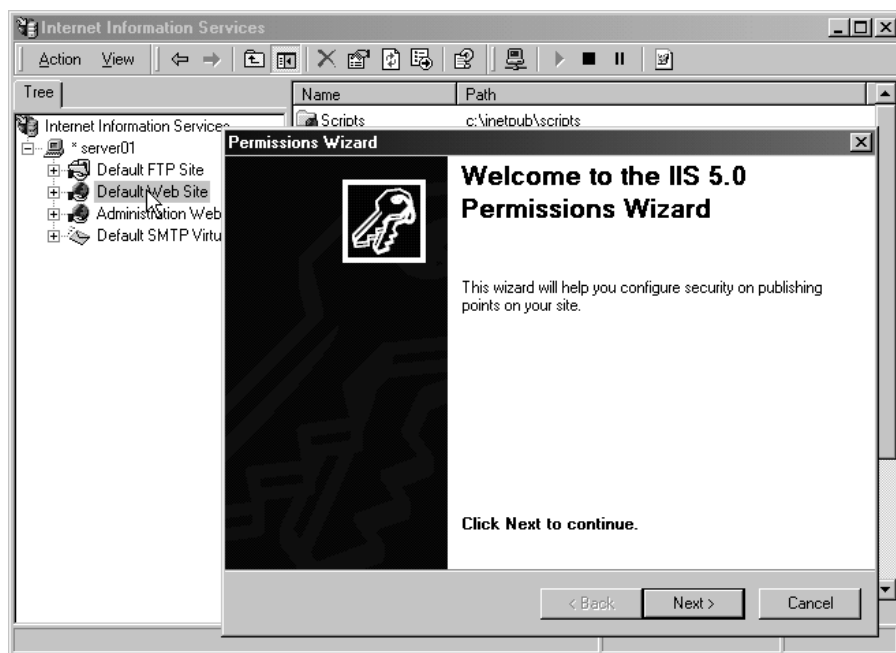 Internet Information Services
Action View
Tree
Name Path
Internet Information Services
Scripts c:\inetpub\scripts
* server01
Default FTP Site
Default Web Site
Administration Web
Default SMTP Virtu
Permissions Wizard
Welcome to the IIS 5.0
Permissions Wizard
This wizard will help you configure security on publishing
points on your site.
Click Next to continue.
< Back Next > Cancel